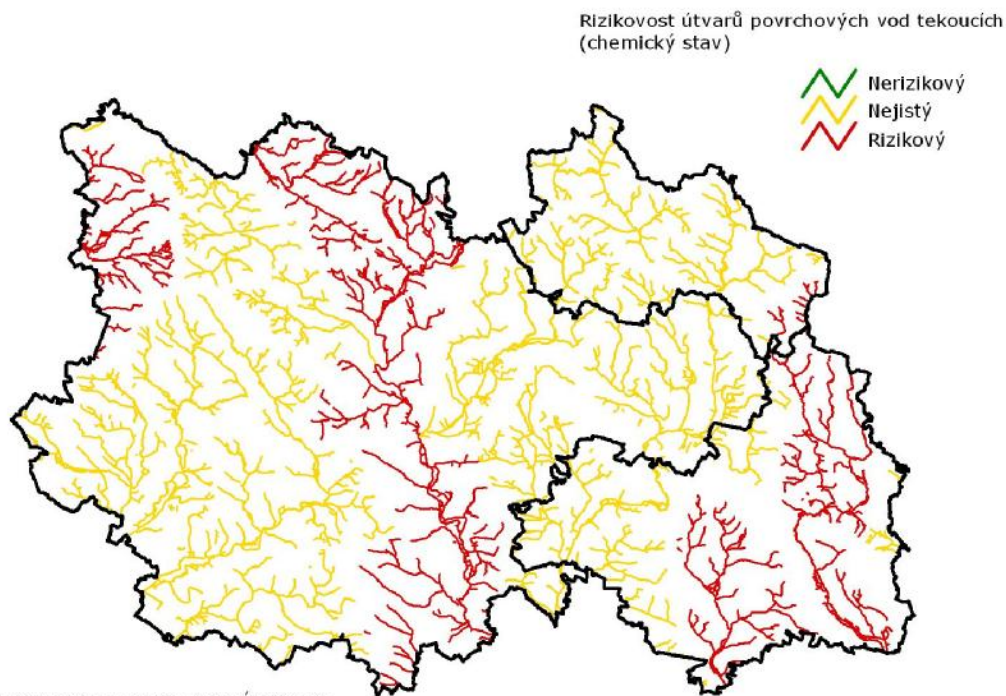 Rizikovost útvarů povrchových vod tekoucích
(chemický stav)
Nerizikový
Nejistý
Rizikový